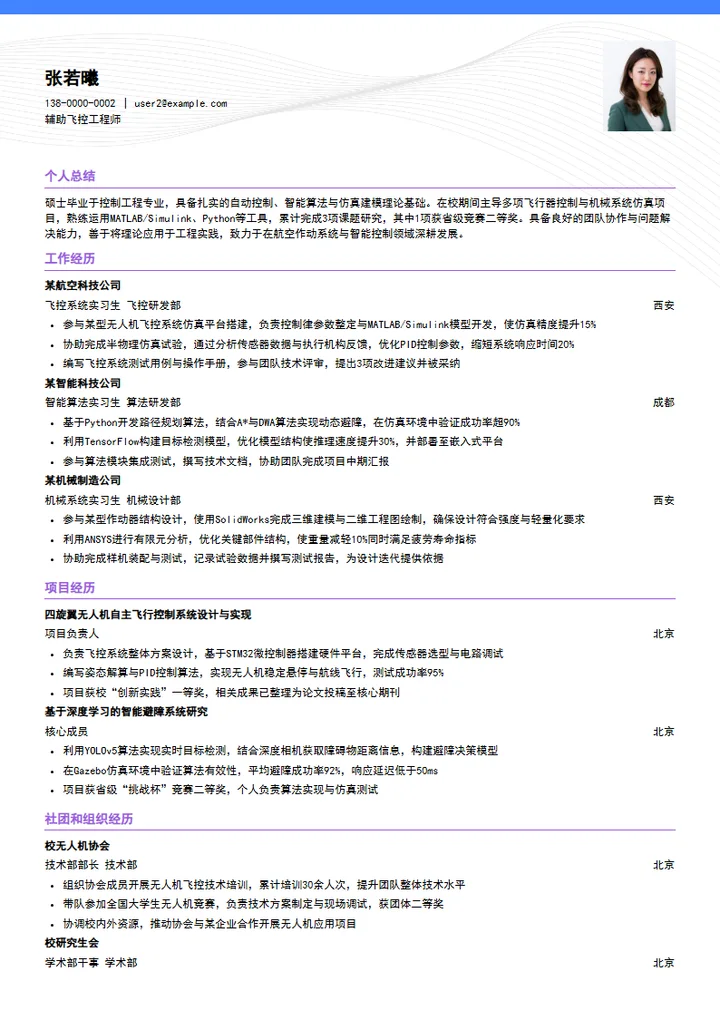 张若曦
138-0000-0002 | user2@example.com
辅助飞控工程师
个人总结
硕士毕业于控制工程专业，具备扎实的自动控制、智能算法与仿真建模理论基础。在校期间主导多项飞行器控制与机械系统仿真项
目，熟练运用MATLAB/Simulink、Python等工具，累计完成3项课题研究，其中1项获省级竞赛二等奖。具备良好的团队协作与问题解
决能力，善于将理论应用于工程实践，致力于在航空作动系统与智能控制领域深耕发展。
工作经历
某航空科技公司
飞控系统实习生 飞控研发部 西安
• 参与某型无人机飞控系统仿真平台搭建，负责控制律参数整定与MATLAB/Simulink模型开发，使仿真精度提升15%
• 协助完成半物理仿真试验，通过分析传感器数据与执行机构反馈，优化PID控制参数，缩短系统响应时间20%
• 编写飞控系统测试用例与操作手册，参与团队技术评审，提出3项改进建议并被采纳
某智能科技公司
智能算法实习生 算法研发部 成都
• 基于Python开发路径规划算法，结合A*与DWA算法实现动态避障，在仿真环境中验证成功率超90%
• 利用TensorFlow构建目标检测模型，优化模型结构使推理速度提升30%，并部署至嵌入式平台
• 参与算法模块集成测试，撰写技术文档，协助团队完成项目中期汇报
某机械制造公司
机械系统实习生 机械设计部 西安
• 参与某型作动器结构设计，使用SolidWorks完成三维建模与二维工程图绘制，确保设计符合强度与轻量化要求
• 利用ANSYS进行有限元分析，优化关键部件结构，使重量减轻10%同时满足疲劳寿命指标
• 协助完成样机装配与测试，记录试验数据并撰写测试报告，为设计迭代提供依据
项目经历
四旋翼无人机自主飞行控制系统设计与实现
项目负责人 北京
• 负责飞控系统整体方案设计，基于STM32微控制器搭建硬件平台，完成传感器选型与电路调试
• 编写姿态解算与PID控制算法，实现无人机稳定悬停与航线飞行，测试成功率95%
• 项目获校“创新实践”一等奖，相关成果已整理为论文投稿至核心期刊
基于深度学习的智能避障系统研究
核心成员 北京
• 利用YOLOv5算法实现实时目标检测，结合深度相机获取障碍物距离信息，构建避障决策模型
• 在Gazebo仿真环境中验证算法有效性，平均避障成功率92%，响应延迟低于50ms
• 项目获省级“挑战杯”竞赛二等奖，个人负责算法实现与仿真测试
社团和组织经历
校无人机协会
技术部部长 技术部 北京
• 组织协会成员开展无人机飞控技术培训，累计培训30余人次，提升团队整体技术水平
• 带队参加全国大学生无人机竞赛，负责技术方案制定与现场调试，获团体二等奖
• 协调校内外资源，推动协会与某企业合作开展无人机应用项目
校研究生会
学术部干事 学术部 北京